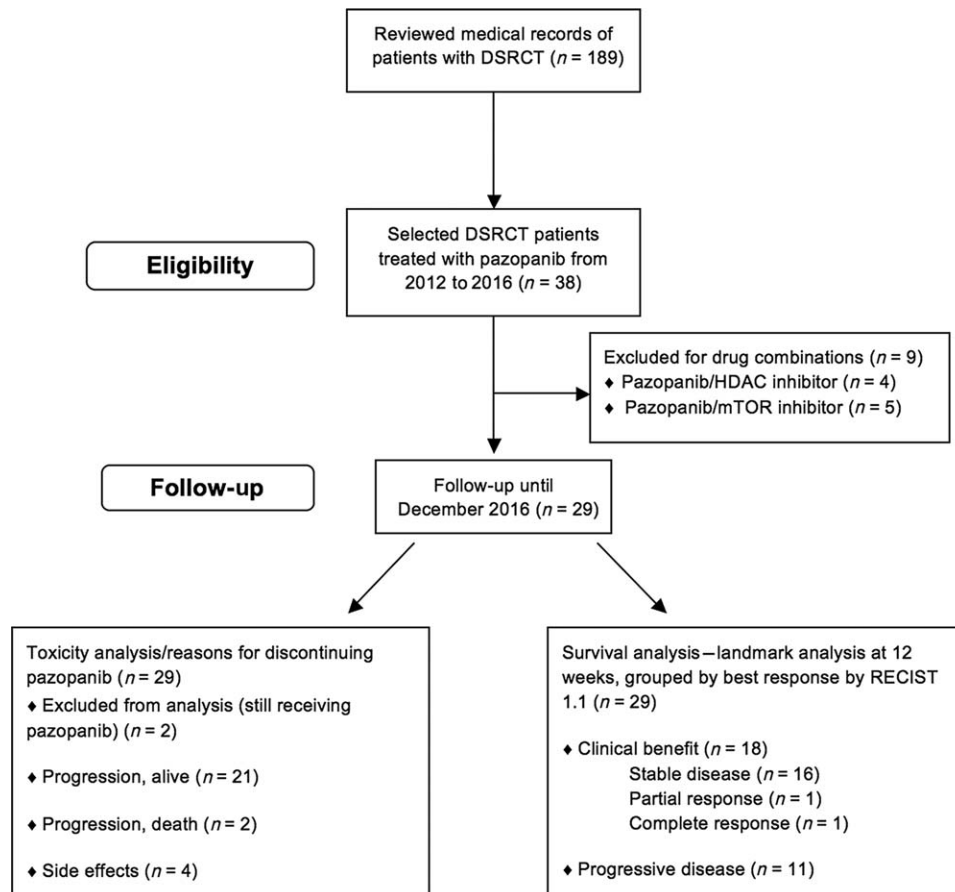 Reviewed medical records of
patients with DSRCT (n = 189)
Eligibility
Selected DSRCT patients
treated with pazopanib from
2012 to 2016 (n = 38)
Excluded for drug combinations (n = 9)
♦ Pazopanib/HDAC inhibitor (n = 4)
♦ Pazopanib/mTOR inhibitor (n = 5)
Follow-up
Follow-up until
December 2016 (n = 29)
Toxicity analysis/reasons for discontinuing
pazopanib (n = 29)
♦ Excluded from analysis (still receiving
pazopanib) (n = 2)
♦ Progression, alive (n = 21)
♦ Progression, death (n = 2)
♦ Side effects (n = 4)
Survival analysis—landmark analysis at 12
weeks, grouped by best response by RECIST
1.1 (n = 29)
♦ Clinical benefit (n = 18)
Stable disease (n = 16)
Partial response (n = 1)
Complete response (n = 1)
♦ Progressive disease (n = 11)